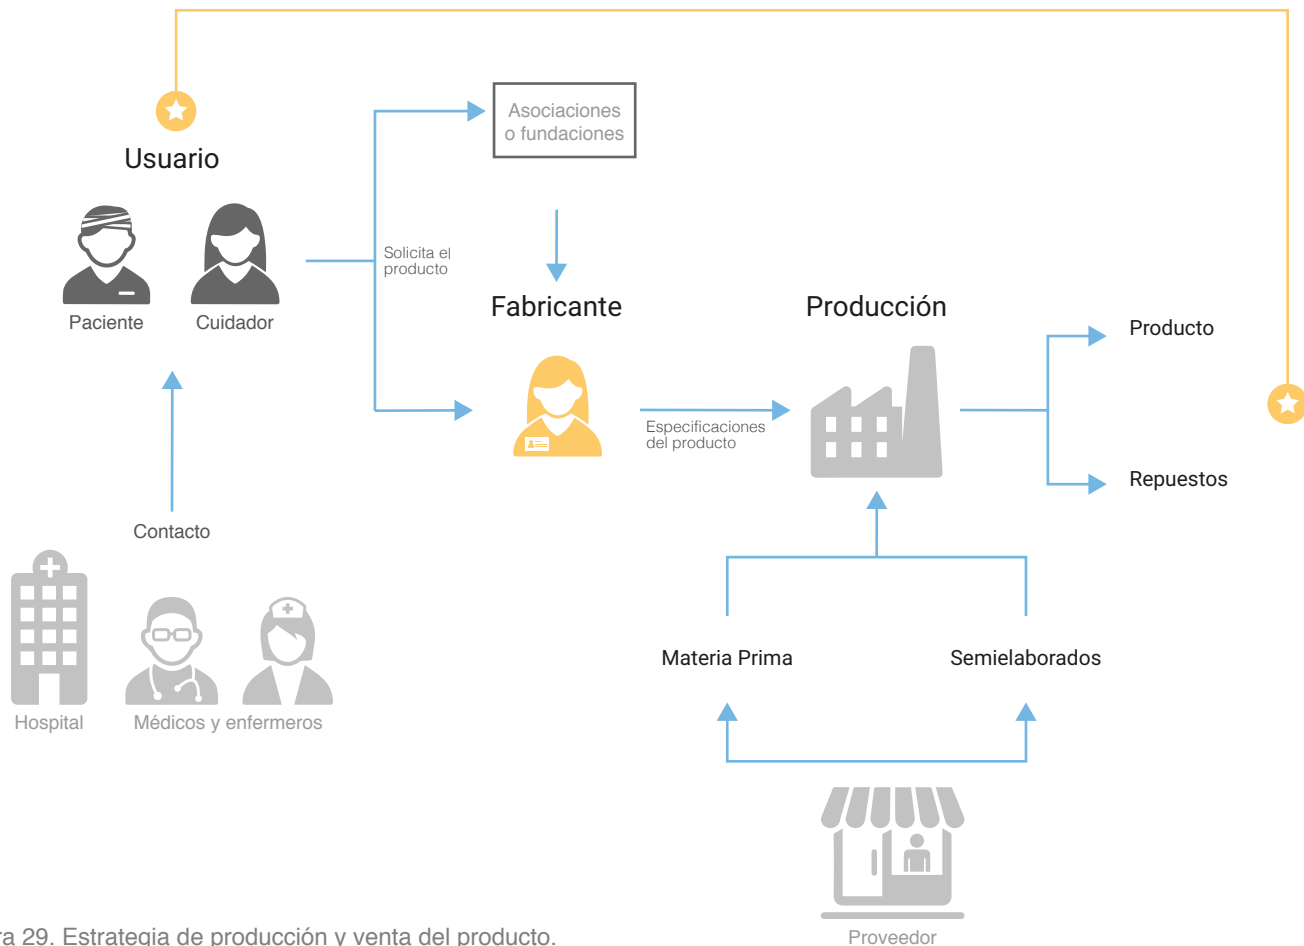 Asociaciones
o fundaciones
Usuario
Solicita el
producto
Paciente
Cuidador
Fabricante
Producción
Producto
Especificaciones
del producto
Repuestos
Contacto
Materia Prima
Semielaborados
Hospital
Médicos y enfermeros
29. Estrategia de producción y venta del producto.
Proveedor